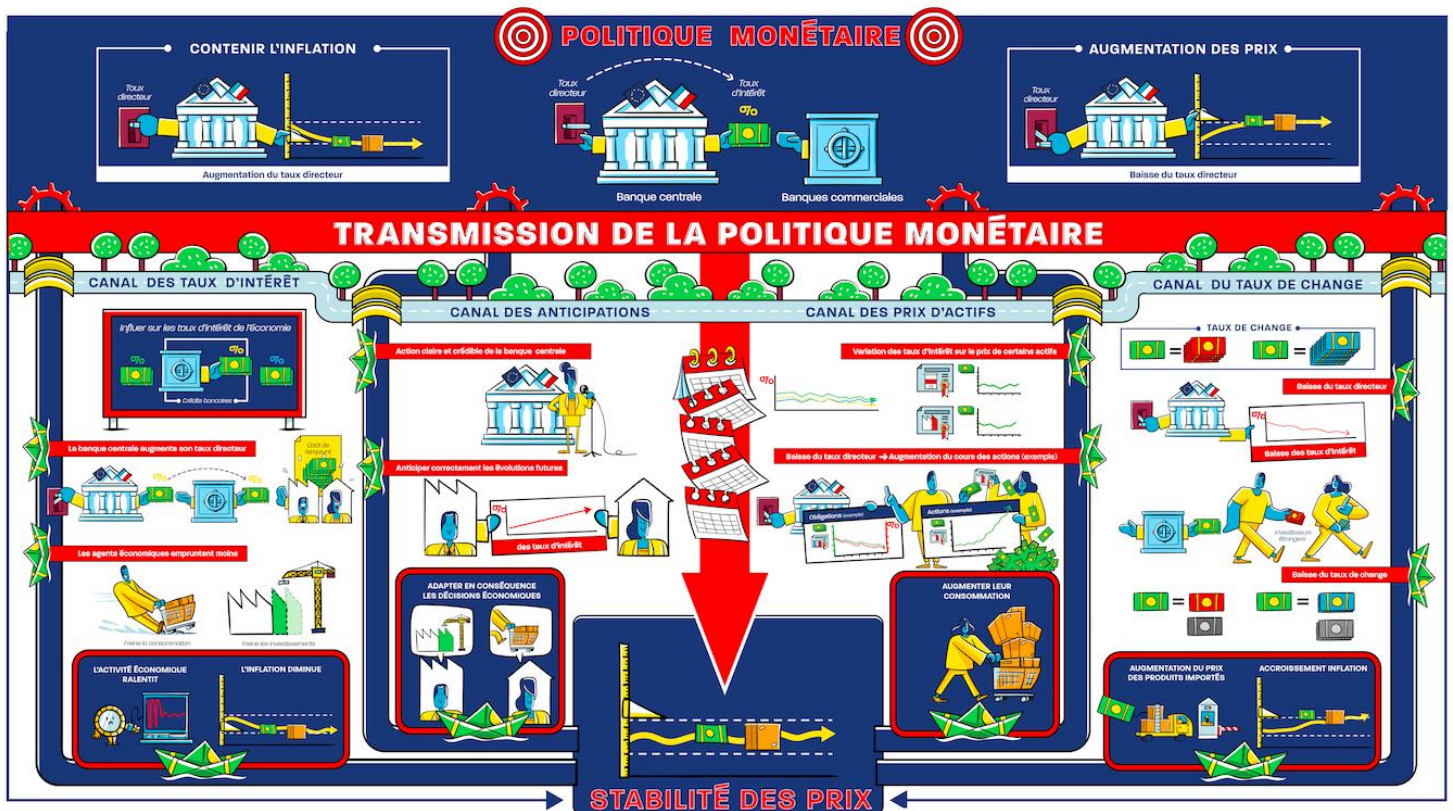 POLITIQUE MONÉTAIRE
CONTENIR L'INFLATION
Taux
directeur
Augmentation du taux directeur
Taux
directeur
Taux
d'intérêt
%
Banque centrale
Banques commerciales
AUGMENTATION DES PRIX
Taux
directeur
Baisse du taux directeur
TRANSMISSION DE LA POLITIQUE MONÉTAIRE
CANAL DES TAUX D'INTÉRÊT
Influer sur les taux d'intérêt de l'économie
%
%
%
Crédits bancaires
La banque centrale augmente son taux directeur
%
%
Coût de
l'emprunt
Les agents économiques empruntent moins
Freine la consommation
Freine les investissements
L'ACTIVITÉ ÉCONOMIQUE
RALENTIT
L'INFLATION DIMINUE
CANAL DES ANTICIPATIONS
Action claire et crédible de la banque centrale
Anticiper correctement les évolutions futures
%
des taux d'intérêt
ADAPTER EN CONSÉQUENCE
LES DÉCISIONS ÉCONOMIQUES
CANAL DES PRIX D'ACTIFS
Variation des taux d'intérêt sur le prix de certains actifs
%
Baisse du taux directeur → Augmentation du cours des actions (exemple)
Obligations (exemple)
%
Actions (exemple)
AUGMENTER LEUR
CONSOMMATION
CANAL DU TAUX DE CHANGE
TAUX DE CHANGE
=
=
Baisse du taux directeur
%
Baisse des taux d'intérêt
Investisseurs
étrangers
Baisse du taux de change
=
=
AUGMENTATION DU PRIX
DES PRODUITS IMPORTÉS
ACCROISSEMENT INFLATION
STABILITÉ DES PRIX